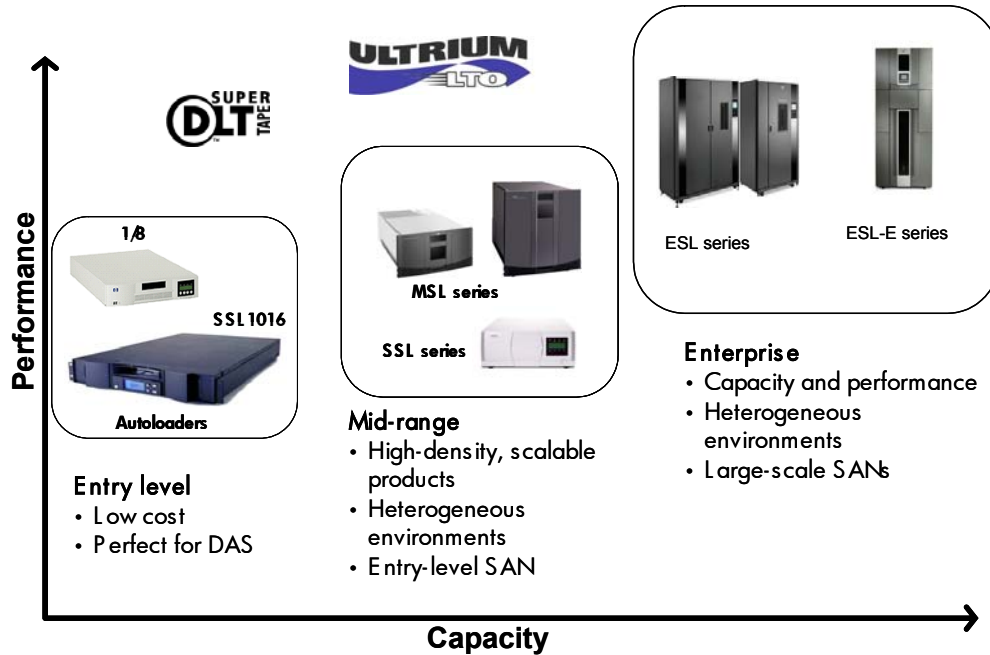 ULTRIUM
LTO
SUPER
DLT
TAPE
TM
Performance
1/8
SSL1016
Autoloaders
Entry level
• Low cost
• Perfect for DAS
MSL series
SSL series
Mid-range
• High-density, scalable
products
• Heterogeneous
environments
• Entry-level SAN
ESL series
ESL-E series
Enterprise
• Capacity and performance
• Heterogeneous
environments
• Large-scale SANs
Capacity